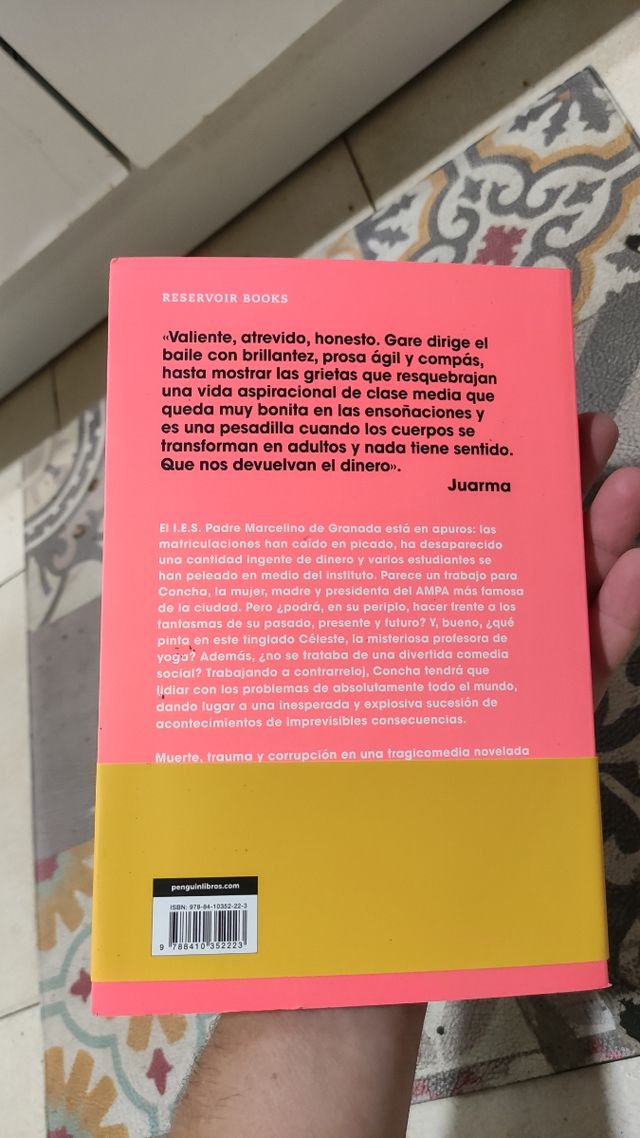 RESERVOIR BOOKS
«Valiente, atrevido, honesto. Gare dirige el
baile con brillantez, prosa ágil y compás,
hasta mostrar las grietas que resquebrajan
una vida aspiracional de clase media que
queda muy bonita en las ensoñaciones y
es una pesadilla cuando los cuerpos se
transforman en adultos y nada tiene sentido.
Que nos devuelvan el dinero».
Juarma
El I.E.S. Padre Marcelino de Granada está en apuros: las
matriculaciones han caído en picado, ha desaparecido
una cantidad ingente de dinero y varios estudiantes se
han peleado en medio del instituto. Parece un trabajo para
Concha, la mujer, madre y presidenta del AMPA más famosa
de la ciudad. Pero ¿podrá, en su periplo, hacer frente a los
fantasmas de su pasado, presente y futuro? Y, bueno, ¿qué
pinta en este tinglado Céleste, la misteriosa profesora de
yoga? Además, ¿no se trataba de una divertida comedia
social? Trabajando a contrarreloj, Concha tendrá que
lidiar con los problemas de absolutamente todo el mundo,
dando lugar a una inesperada y explosiva sucesión de
acontecimientos de imprevisibles consecuencias.
Muerte, trauma y corrupción en una tragicomedia novelada
penguinlibros.com
ISBN: 978-84-10352-22-3
9 788410 352223